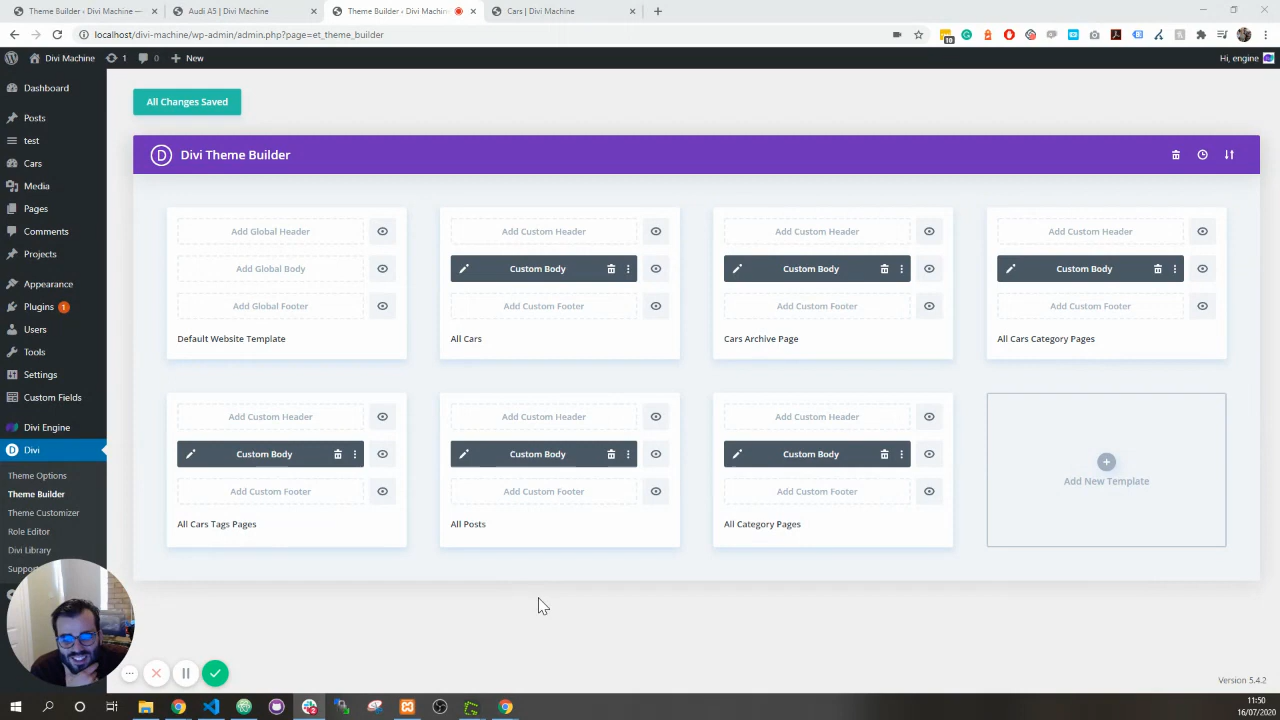 Theme Builder ‹ Divi Machine —
Audi A5 | Divi Machine
Theme Builder ‹ Divi Machin
Cars | Divi Machine
localhost/divi-machine/wp-admin/admin.php?page=et_theme_builder
10
Divi Machine
1
0
New
Hi, engine
Dashboard
Posts
test
Cars
Media
Pages
Comments
Projects
Appearance
Plugins 1
Users
Tools
Settings
Custom Fields
Divi Engine
Divi
Theme Options
Theme Builder
Theme Customizer
Role Editor
Divi Library
Suppor
All Changes Saved
D Divi Theme Builder
Add Global Header
Add Global Body
Add Global Footer
Default Website Template
Add Custom Header
Custom Body
Add Custom Footer
All Cars
Add Custom Header
Custom Body
Add Custom Footer
Cars Archive Page
Add Custom Header
Custom Body
Add Custom Footer
All Cars Category Pages
Add Custom Header
Custom Body
Add Custom Footer
All Cars Tags Pages
Add Custom Header
Custom Body
Add Custom Footer
All Posts
Add Custom Header
Custom Body
Add Custom Footer
All Category Pages
Add New Template
Version 5.4.2
11:50
16/07/2020